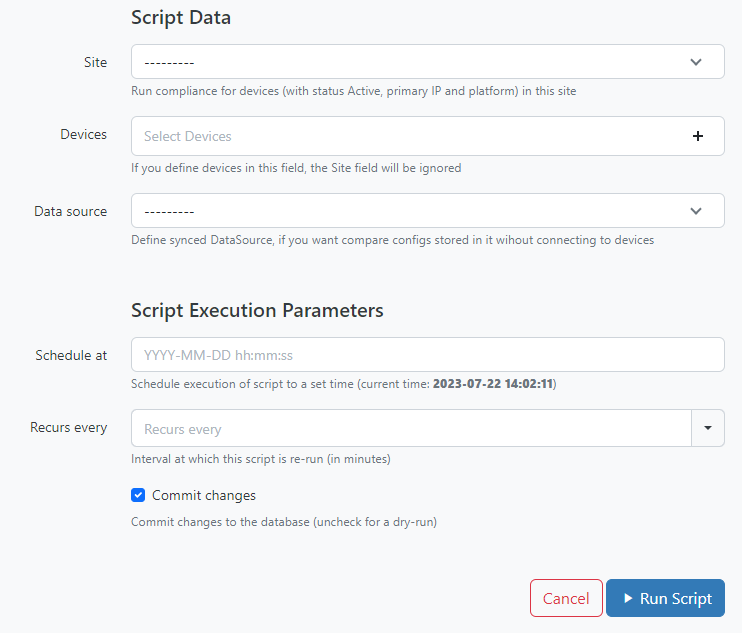 Script Data
Site
---------
Run compliance for devices (with status Active, primary IP and platform) in this site
Devices
Select Devices
If you define devices in this field, the Site field will be ignored
Data source
---------
Define synced DataSource, if you want compare configs stored in it wihout connecting to devices
Script Execution Parameters
Schedule at
YYYY-MM-DD hh:mm:ss
Schedule execution of script to a set time (current time: 2023-07-22 14:02:11)
Recurs every
Recurs every
Interval at which this script is re-run (in minutes)
Commit changes
Commit changes to the database (uncheck for a dry-run)
Cancel
Run Script